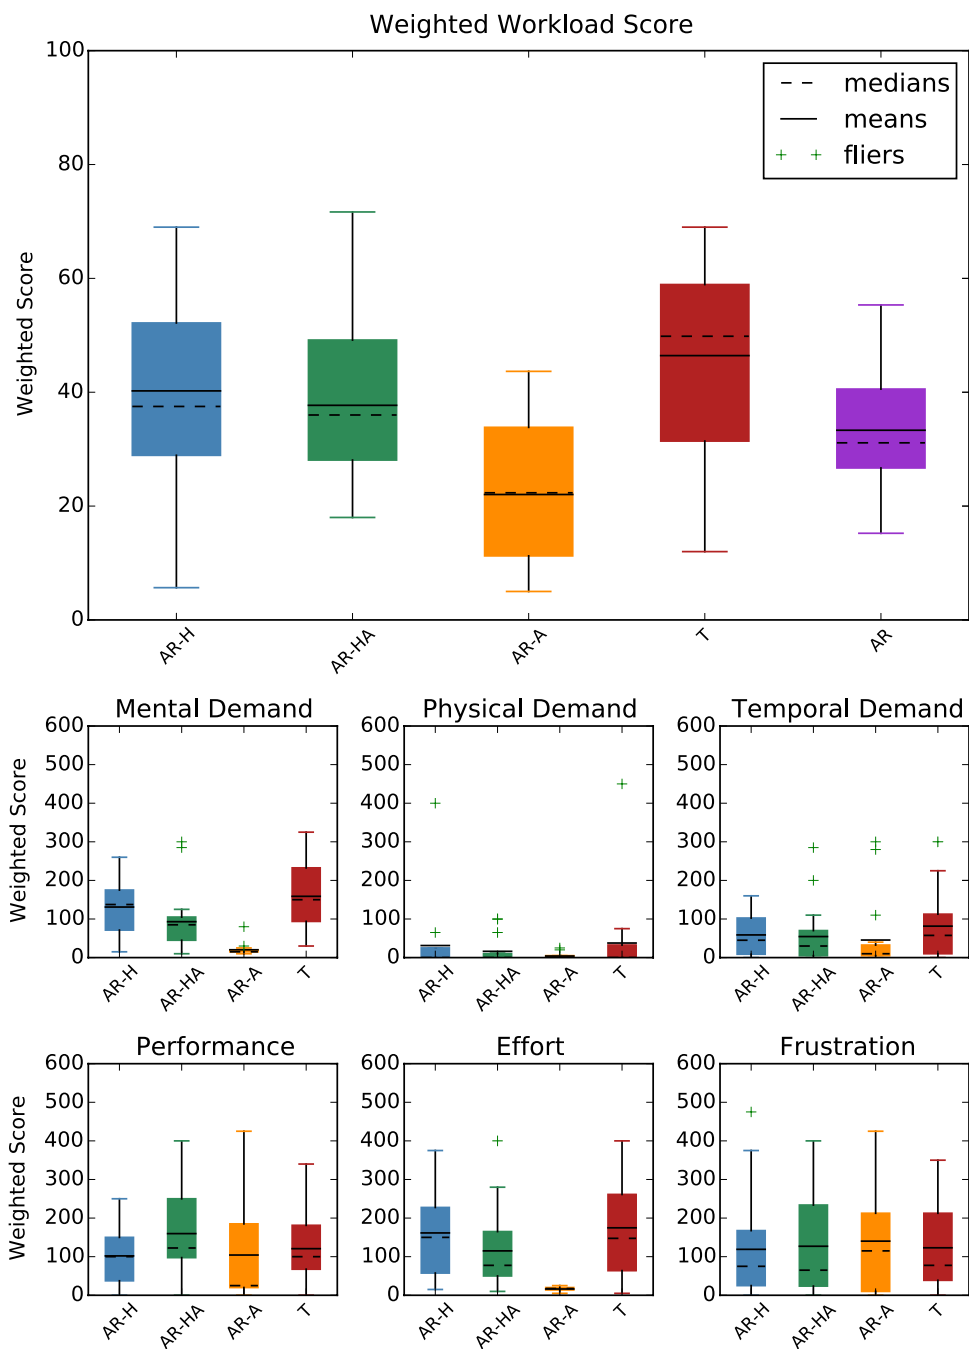 Weighted Workload Score
100
80
60
40
20
0
Weighted Score
medians
means
fliers
AR-H
AR-HA
AR-A
T
AR
Mental Demand
Physical Demand
Temporal Demand
600
500
400
300
200
100
0
Weighted Score
AR-H
AR-HA
AR-A
T
600
500
400
300
200
100
0
AR-H
AR-HA
AR-A
T
600
500
400
300
200
100
0
AR-H
AR-HA
AR-A
T
Performance
Effort
Frustration
600
500
400
300
200
100
0
Weighted Score
AR-H
AR-HA
AR-A
T
600
500
400
300
200
100
0
AR-H
AR-HA
AR-A
T
600
500
400
300
200
100
0
AR-H
AR-HA
AR-A
T